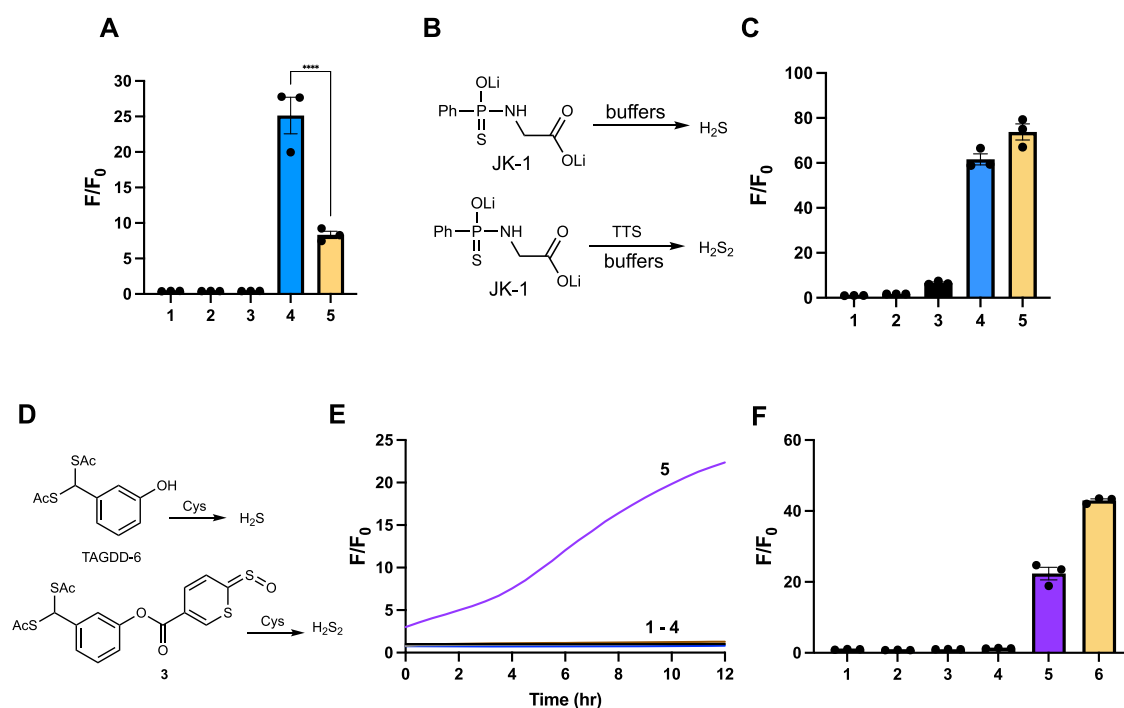 A
B
C
****
30
25
20
15
10
5
0
F/F0
1 2 3 4 5
OLi
Ph P NH O
S OLi
JK-1
buffers
H2S
OLi
Ph P NH O
S OLi
JK-1
TTS
buffers
H2S2
100
80
60
40
20
0
F/F0
1 2 3 4 5
D
E
F
SAc
AcS OH
Cys
H2S
TAGDD-6
SAc
AcS O O S S O
Cys
H2S2
3
25
20
15
10
5
0
F/F0
5
1 - 4
0 2 4 6 8 10 12
Time (hr)
60
40
20
0
F/F0
1 2 3 4 5 6